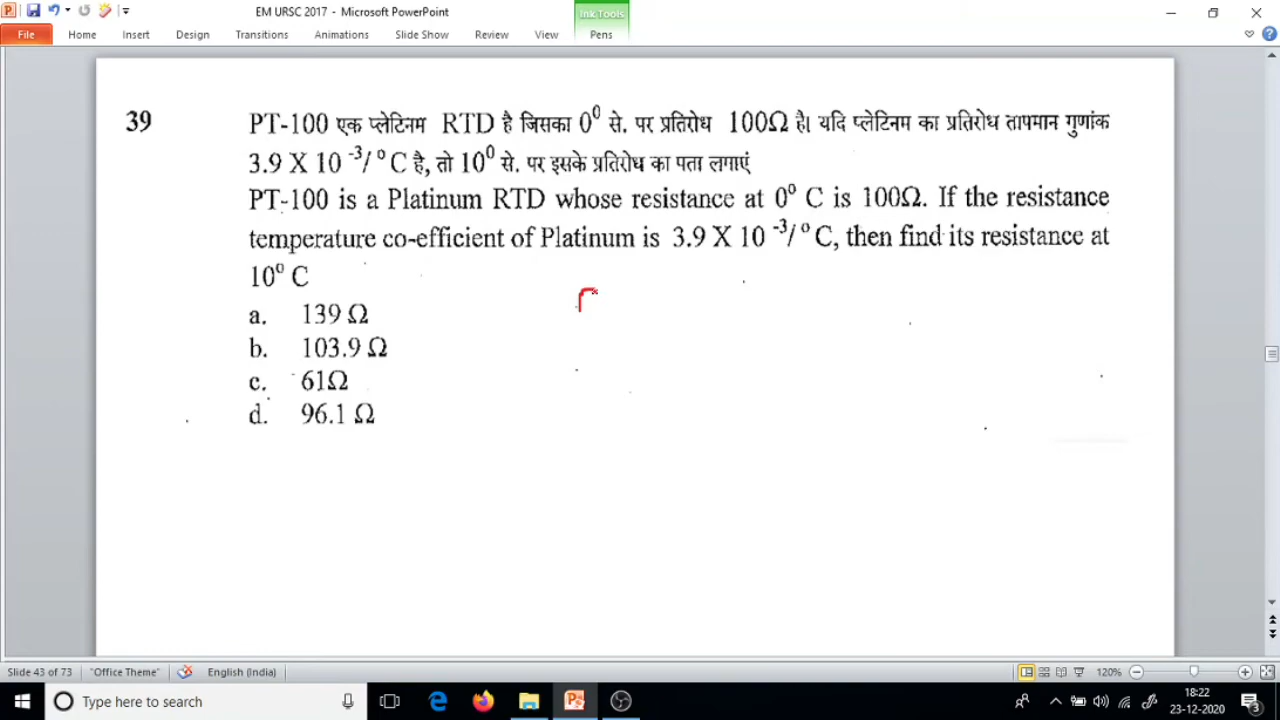 EM URSC 2017 - Microsoft PowerPoint
Ink Tools
File Home Insert Design Transitions Animations Slide Show Review View Pens
39 PT-100 एक प्लेटिनम RTD है जिसका 0⁰ से. पर प्रतिरोध 100Ω है। यदि प्लेटिनम का प्रतिरोध तापमान गुणांक
3.9 X 10 ⁻³/ ⁰ C है, तो 10⁰ से. पर इसके प्रतिरोध का पता लगाएं
PT-100 is a Platinum RTD whose resistance at 0⁰ C is 100Ω. If the resistance
temperature co-efficient of Platinum is 3.9 X 10 ⁻³/ ⁰ C, then find its resistance at
10⁰ C
a. 139 Ω
b. 103.9 Ω
c. 61Ω
d. 96.1 Ω
Slide 43 of 73 "Office Theme" English (India) 120%
Type here to search
18:22
23-12-2020
3